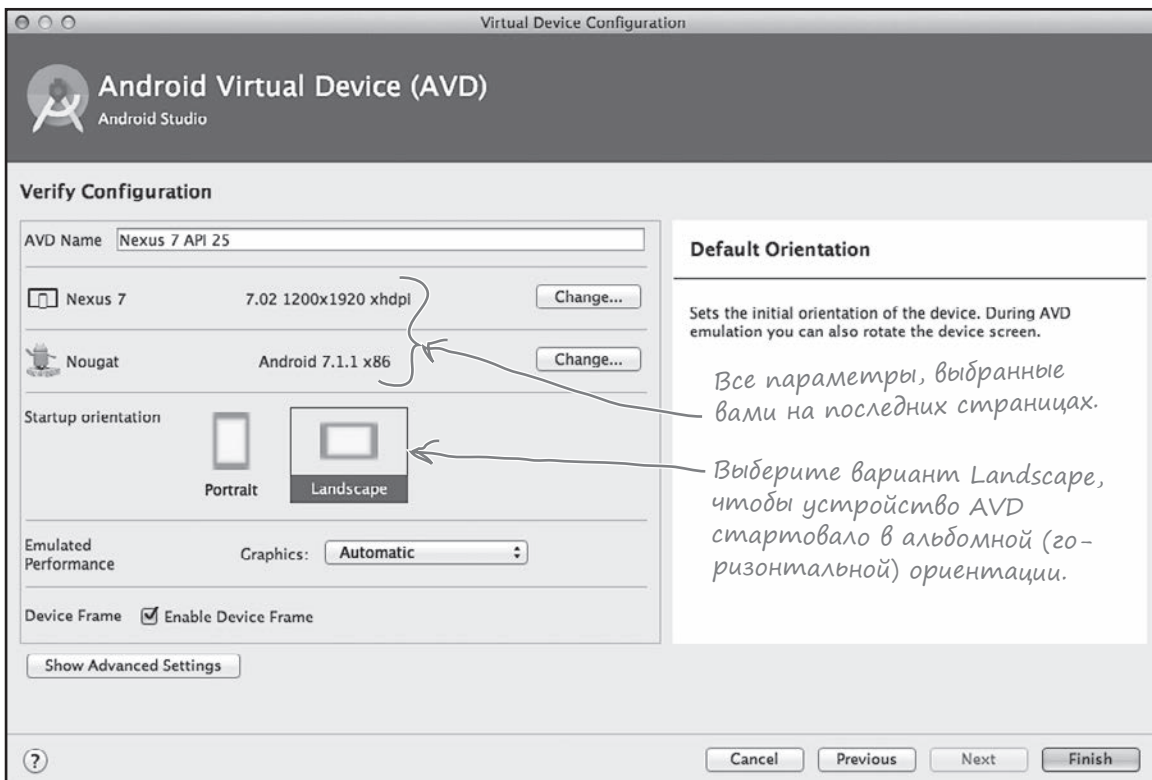 Virtual Device Configuration
Android Virtual Device (AVD)
Android Studio
Verify Configuration
AVD Name Nexus 7 API 25
Nexus 7 7.02 1200x1920 xhdpi Change...
Nougat Android 7.1.1 x86 Change...
Startup orientation
Portrait Landscape
Emulated
Performance
Graphics: Automatic
Device Frame Enable Device Frame
Show Advanced Settings
Default Orientation
Sets the initial orientation of the device. During AVD
emulation you can also rotate the device screen.
Все параметры, выбранные
вами на последних страницах.
Выберите вариант Landscape,
чтобы устройство AVD
стартовало в альбомной (го-
ризонтальной) ориентации.
? Cancel Previous Next Finish